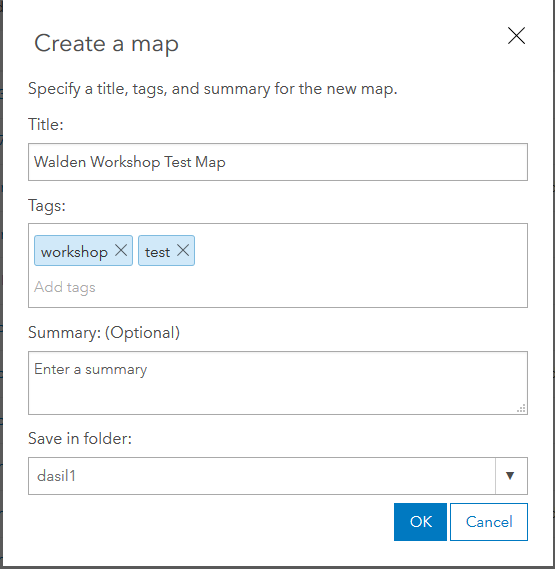 Create a map
Specify a title, tags, and summary for the new map.
Title:
Walden Workshop Test Map
Tags:
workshop test
Add tags
Summary: (Optional)
Enter a summary
Save in folder:
dasil1
OK Cancel